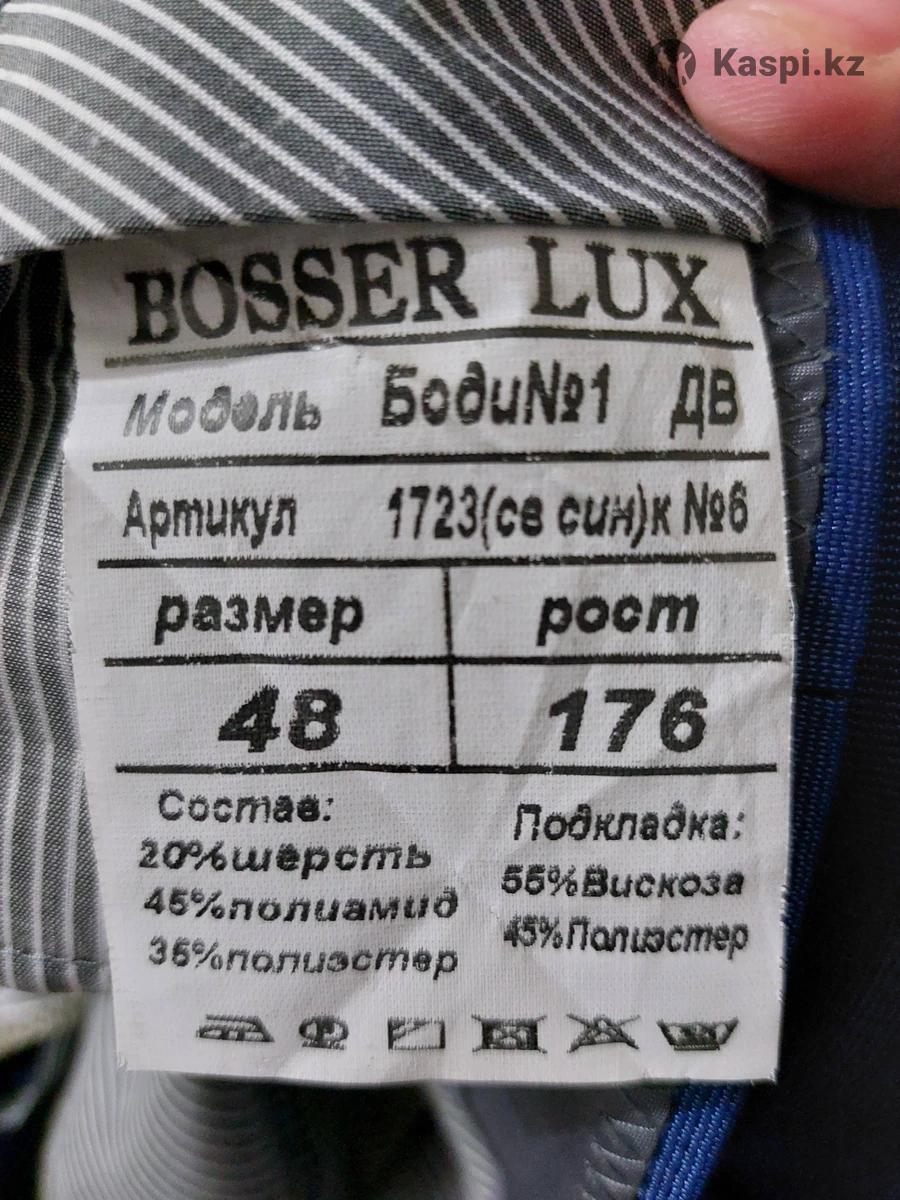 Kaspi.kz
BOSSER LUX
Модель Боди№1 ДВ
Артикул 1723(св син)к №6
размер рост
48 176
Состав:
20%шерсть
45%полиамид
35%полиэстер
Подкладка:
55%Вискоза
45%Полиэстер